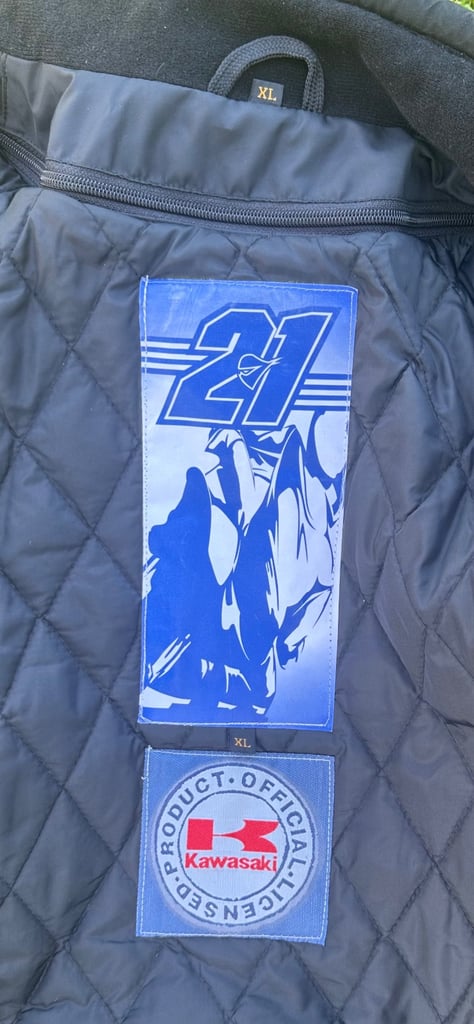 XL
21
XL
PRODUCT · OFFICIAL · LICENSED ·
Kawasaki